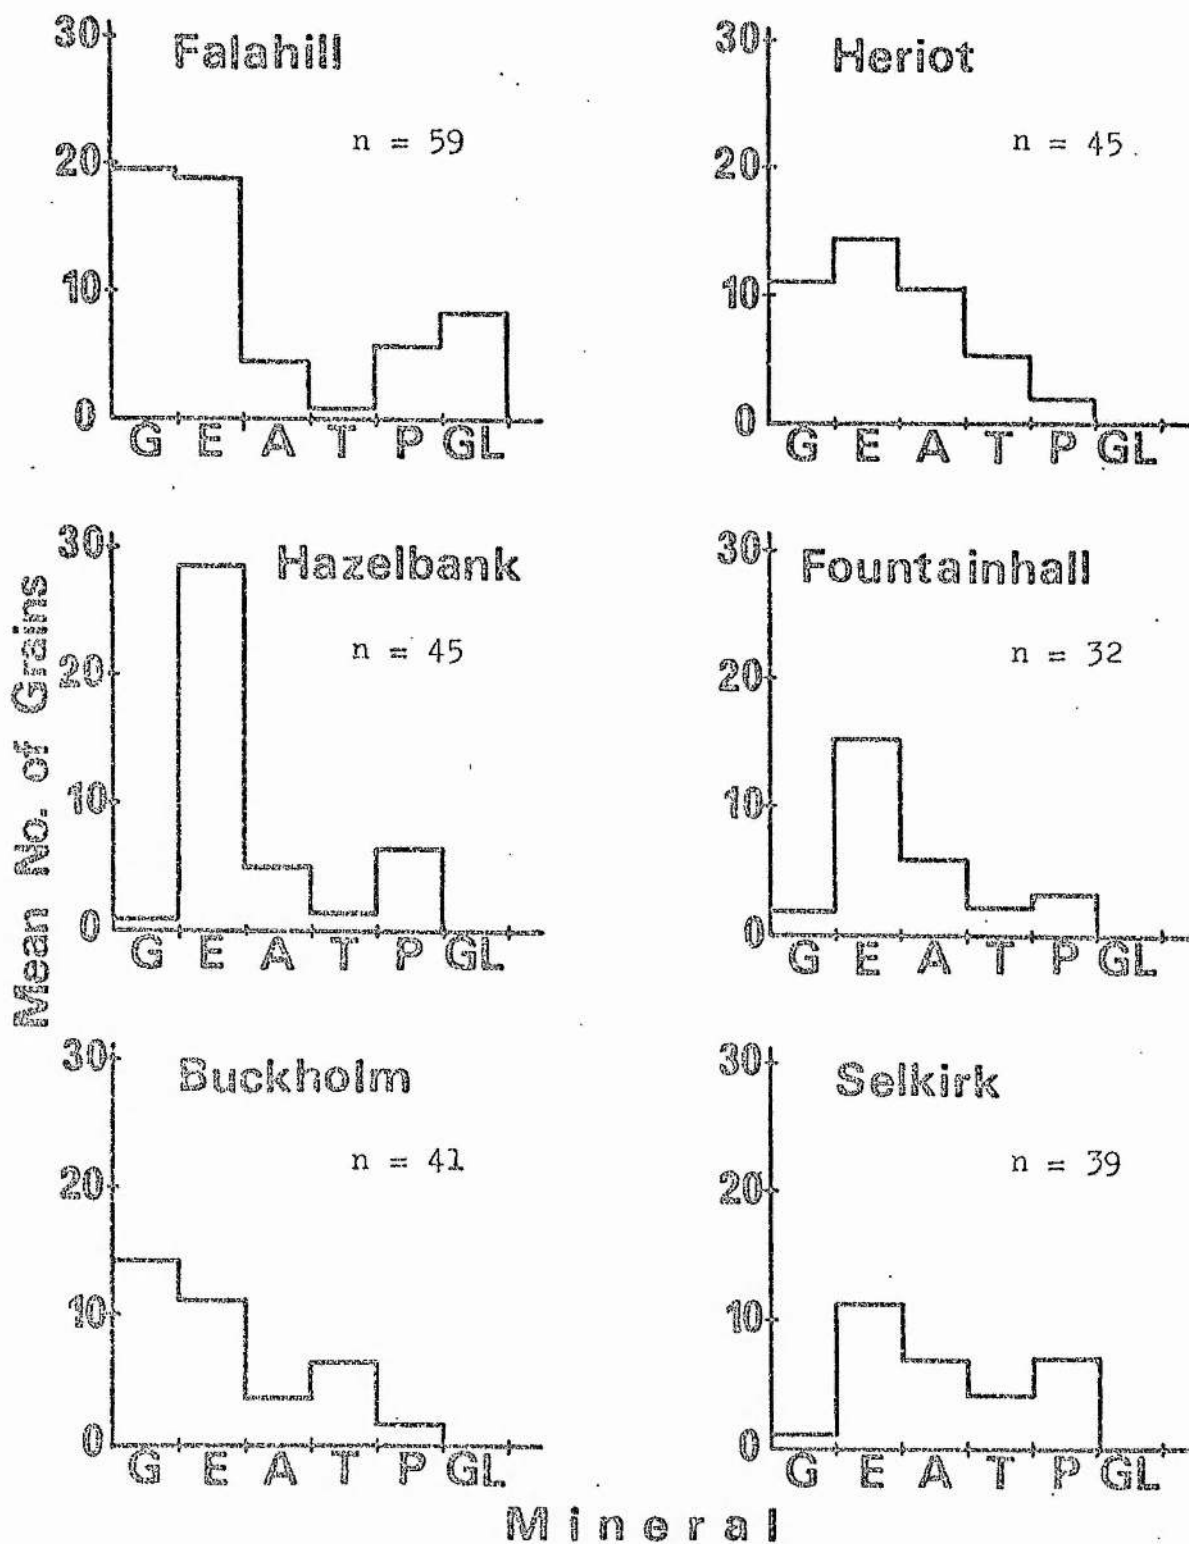 Falahill
n = 59
30
20
10
0
G E A T P GL
Heriot
n = 45
30
20
10
0
G E A T P GL
Hazelbank
n = 45
30
20
10
0
G E A T P GL
Fountainhall
n = 32
30
20
10
0
G E A T P GL
Buckholm
n = 41
30
20
10
0
G E A T P GL
Selkirk
n = 39
30
20
10
0
G E A T P GL
Mean No. of Grains
Mineral